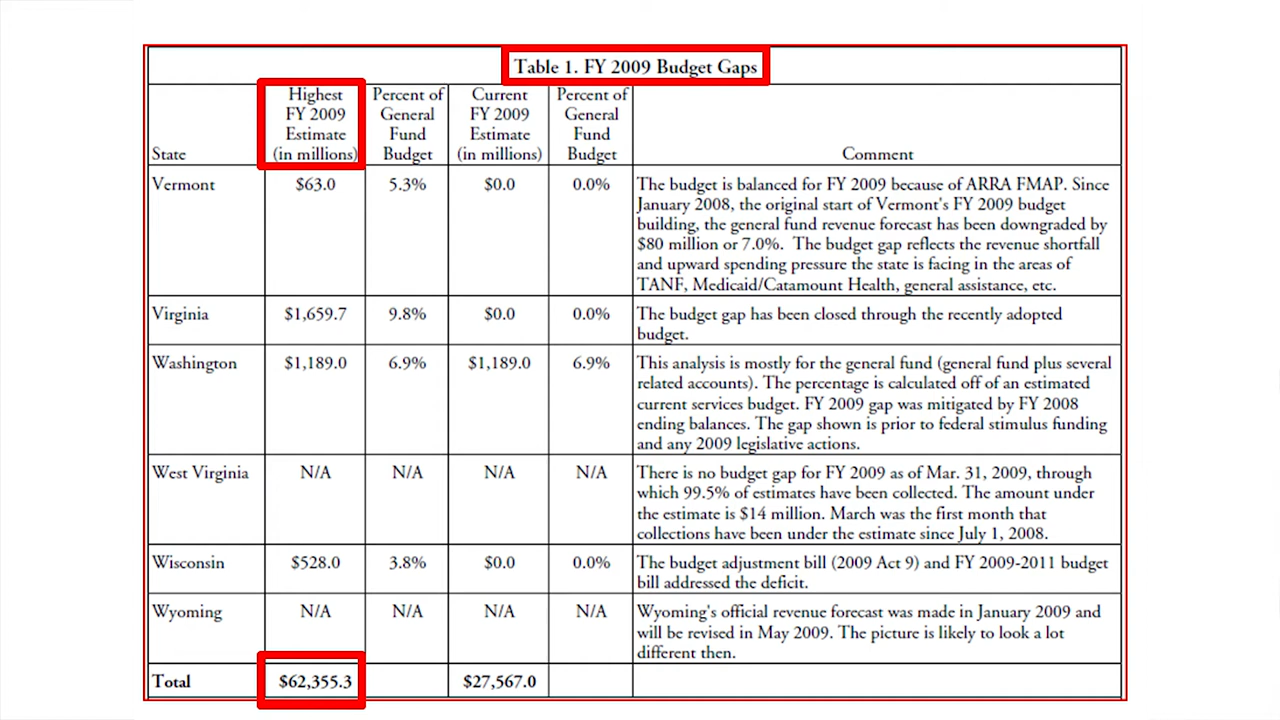 Table 1. FY 2009 Budget Gaps
State
Highest
FY 2009
Estimate
(in millions)
Percent of
General
Fund
Budget
Current
FY 2009
Estimate
(in millions)
Percent of
General
Fund
Budget
Comment
Vermont $63.0 5.3% $0.0 0.0% The budget is balanced for FY 2009 because of ARRA FMAP. Since
January 2008, the original start of Vermont's FY 2009 budget
building, the general fund revenue forecast has been downgraded by
$80 million or 7.0%. The budget gap reflects the revenue shortfall
and upward spending pressure the state is facing in the areas of
TANF, Medicaid/Catamount Health, general assistance, etc.
Virginia $1,659.7 9.8% $0.0 0.0% The budget gap has been closed through the recently adopted
budget.
Washington $1,189.0 6.9% $1,189.0 6.9% This analysis is mostly for the general fund (general fund plus several
related accounts). The percentage is calculated off of an estimated
current services budget. FY 2009 gap was mitigated by FY 2008
ending balances. The gap shown is prior to federal stimulus funding
and any 2009 legislative actions.
West Virginia N/A N/A N/A N/A There is no budget gap for FY 2009 as of Mar. 31, 2009, through
which 99.5% of estimates have been collected. The amount under
the estimate is $14 million. March was the first month that
collections have been under the estimate since July 1, 2008.
Wisconsin $528.0 3.8% $0.0 0.0% The budget adjustment bill (2009 Act 9) and FY 2009-2011 budget
bill addressed the deficit.
Wyoming N/A N/A N/A N/A Wyoming's official revenue forecast was made in January 2009 and
will be revised in May 2009. The picture is likely to look a lot
different then.
Total $62,355.3 $27,567.0